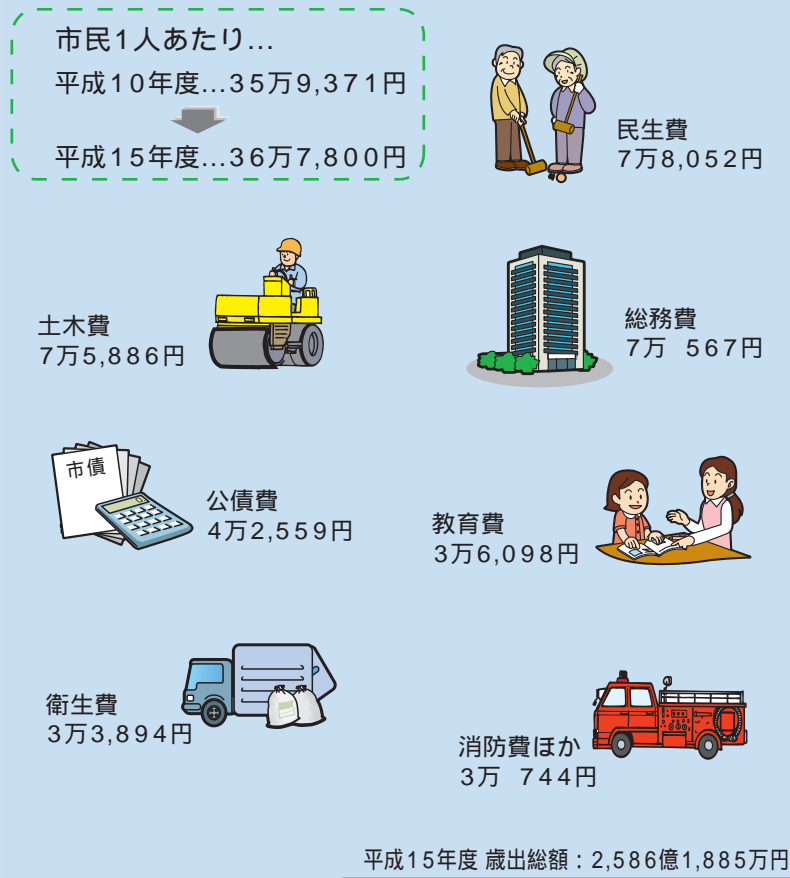 市民1人あたり...
平成10年度...35万9,371円
平成15年度...36万7,800円
民生費
7万8,052円
土木費
7万5,886円
総務費
7万 567円
市債
公債費
4万2,559円
教育費
3万6,098円
衛生費
3万3,894円
消防費ほか
3万 744円
平成15年度 歳出総額：2,586億1,885万円